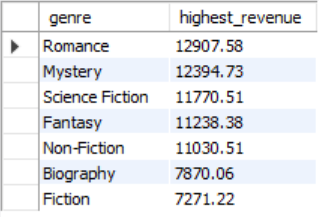 genre highest_revenue
Romance 12907.58
Mystery 12394.73
Science Fiction 11770.51
Fantasy 11238.38
Non-Fiction 11030.51
Biography 7870.06
Fiction 7271.22